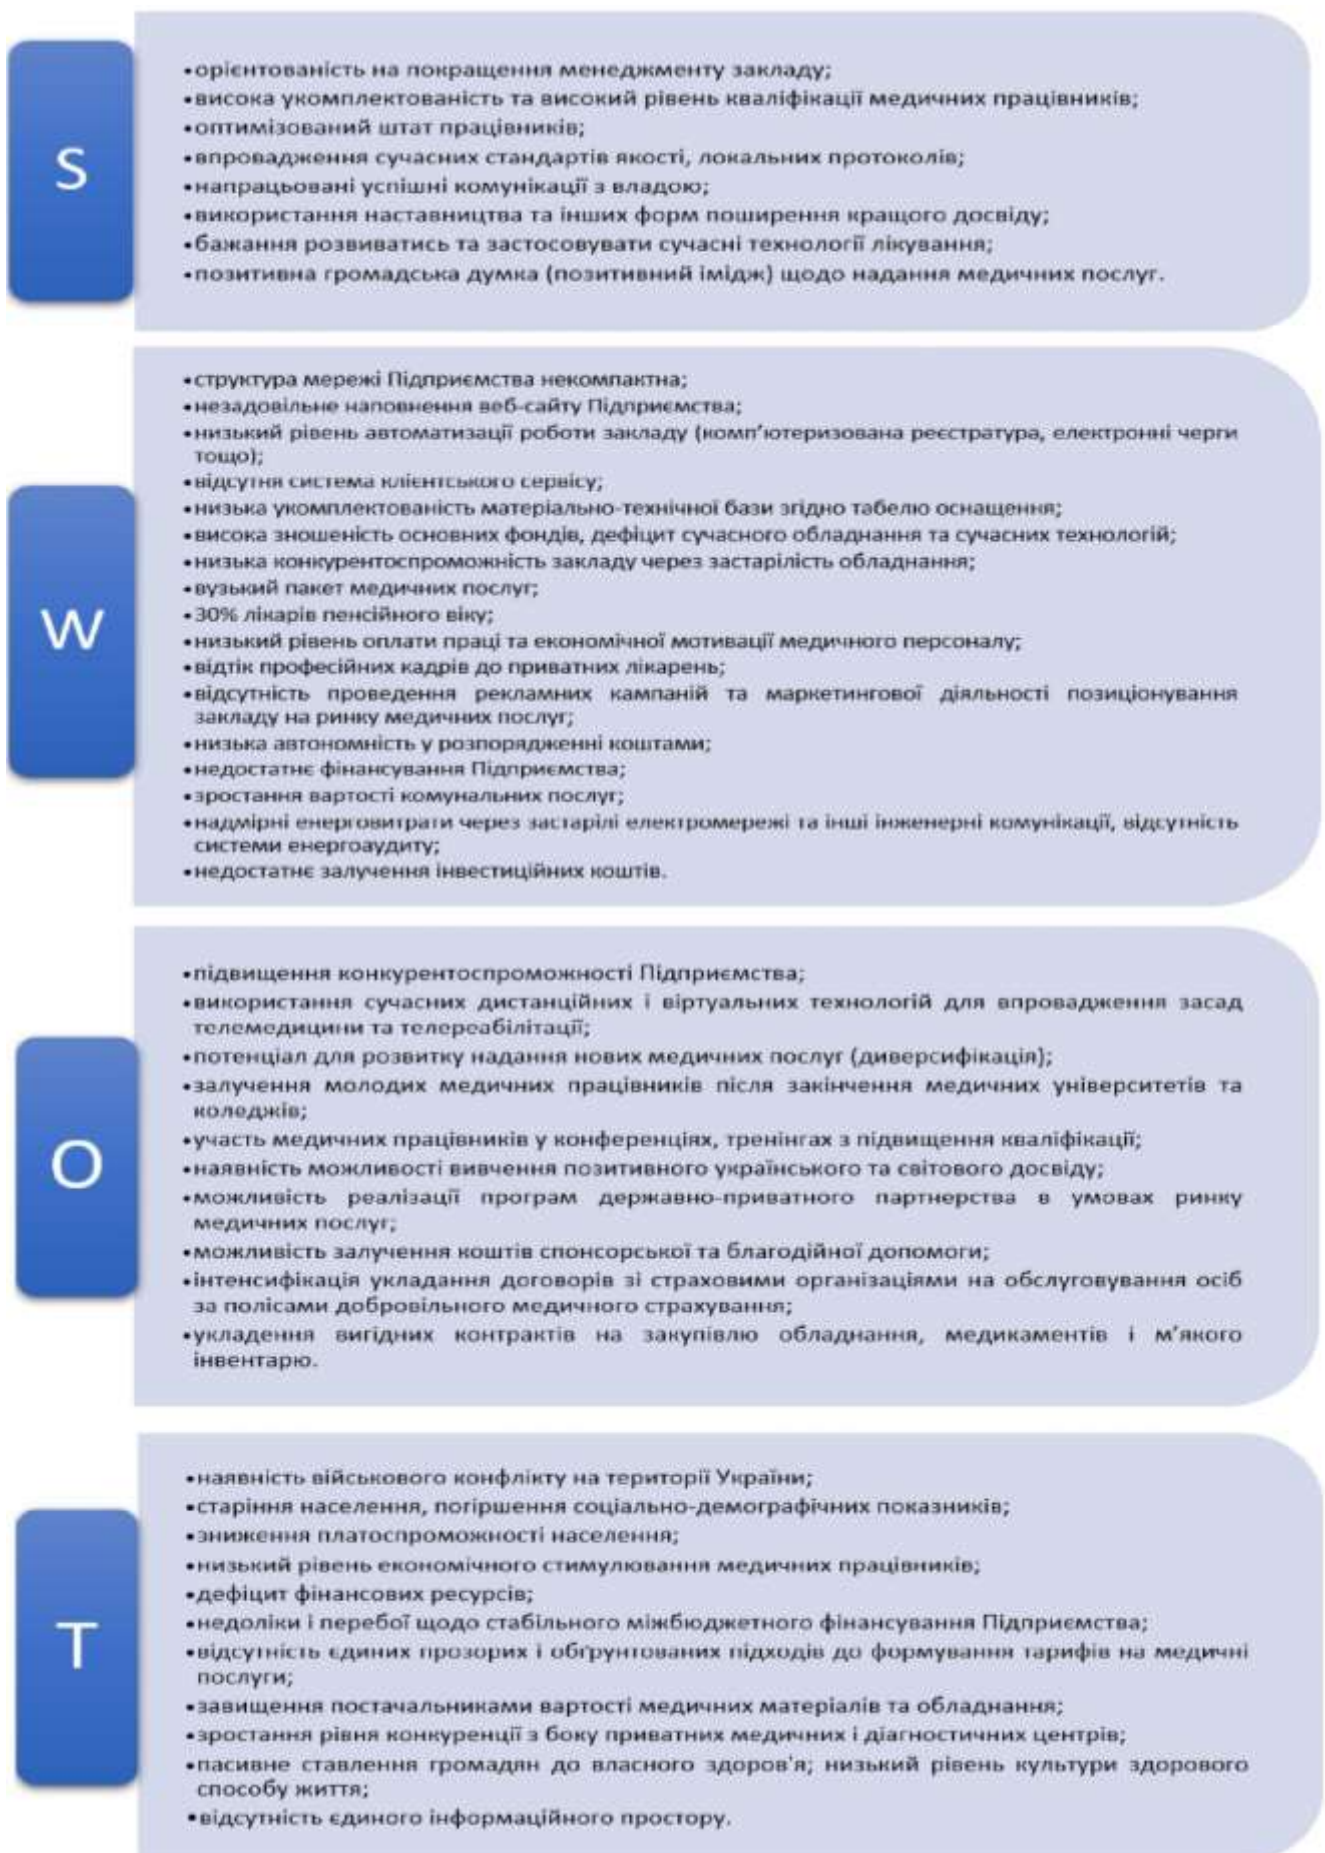 S
•орієнтованість на покращення менеджменту закладу;
•висока укомплектованість та високий рівень кваліфікації медичних працівників;
•оптимізований штат працівників;
•впровадження сучасних стандартів якості, локальних протоколів;
•напрацьовані успішні комунікації з владою;
•використання наставництва та інших форм поширення кращого досвіду;
•бажання розвиватись та застосовувати сучасні технології лікування;
•позитивна громадська думка (позитивний імідж) щодо надання медичних послуг.
W
•структура мережі Підприємства некомпактна;
•незадовільне наповнення веб-сайту Підприємства;
•низький рівень автоматизації роботи закладу (комп’ютеризована реєстратура, електронні черги
тощо);
•відсутня система клієнтського сервісу;
•низька укомплектованість матеріально-технічної бази згідно табелю оснащення;
•висока зношеність основних фондів, дефіцит сучасного обладнання та сучасних технологій;
•низька конкурентоспроможність закладу через застарілість обладнання;
•вузький пакет медичних послуг;
•30% лікарів пенсійного віку;
•низький рівень оплати праці та економічної мотивації медичного персоналу;
•відтік професійних кадрів до приватних лікарень;
•відсутність проведення рекламних кампаній та маркетингової діяльності позиціонування
закладу на ринку медичних послуг;
•низька автономність у розпорядженні коштами;
•недостатнє фінансування Підприємства;
•зростання вартості комунальних послуг;
•надмірні енерговитрати через застарілі електромережі та інші інженерні комунікації, відсутність
системи енергоаудиту;
•недостатнє залучення інвестиційних коштів.
O
•підвищення конкурентоспроможності Підприємства;
•використання сучасних дистанційних і віртуальних технологій для впровадження засад
телемедицини та телереабілітації;
•потенціал для розвитку надання нових медичних послуг (диверсифікація);
•залучення молодих медичних працівників після закінчення медичних університетів та
коледжів;
•участь медичних працівників у конференціях, тренінгах з підвищення кваліфікації;
•наявність можливості вивчення позитивного українського та світового досвіду;
•можливість реалізації програм державно-приватного партнерства в умовах ринку
медичних послуг;
•можливість залучення коштів спонсорської та благодійної допомоги;
•інтенсифікація укладання договорів зі страховими організаціями на обслуговування осіб
за полісами добровільного медичного страхування;
•укладення вигідних контрактів на закупівлю обладнання, медикаментів і м’якого
інвентарю.
T
•наявність військового конфлікту на території України;
•старіння населення, погіршення соціально-демографічних показників;
•зниження платоспроможності населення;
•низький рівень економічного стимулювання медичних працівників;
•дефіцит фінансових ресурсів;
•недоліки і перебої щодо стабільного міжбюджетного фінансування Підприємства;
•відсутність єдиних прозорих і обґрунтованих підходів до формування тарифів на медичні
послуги;
•завищення постачальниками вартості медичних матеріалів та обладнання;
•зростання рівня конкуренції з боку приватних медичних і діагностичних центрів;
•пасивне ставлення громадян до власного здоров'я; низький рівень культури здорового
способу життя;
•відсутність єдиного інформаційного простору.